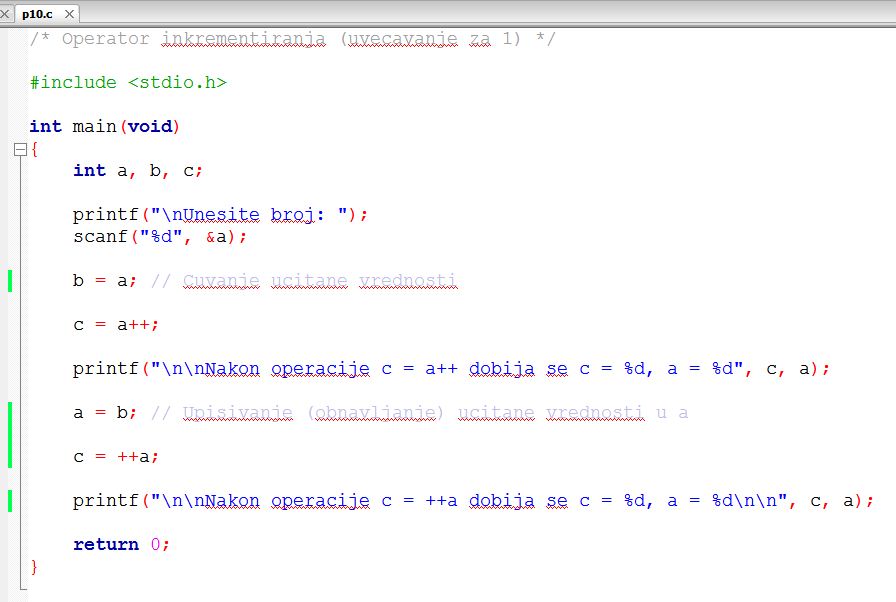 p10.c
/* Operator inkrementiranja (uvecavanje za 1) */
#include <stdio.h>
int main(void)
{
int a, b, c;
printf("\nUnesite broj: ");
scanf("%d", &a);
b = a; // Cuvanje ucitane vrednosti
c = a++;
printf("\n\nNakon operacije c = a++ dobija se c = %d, a = %d", c, a);
a = b; // Upisivanje (obnavljanje) ucitane vrednosti u a
c = ++a;
printf("\n\nNakon operacije c = ++a dobija se c = %d, a = %d\n\n", c, a);
return 0;
}